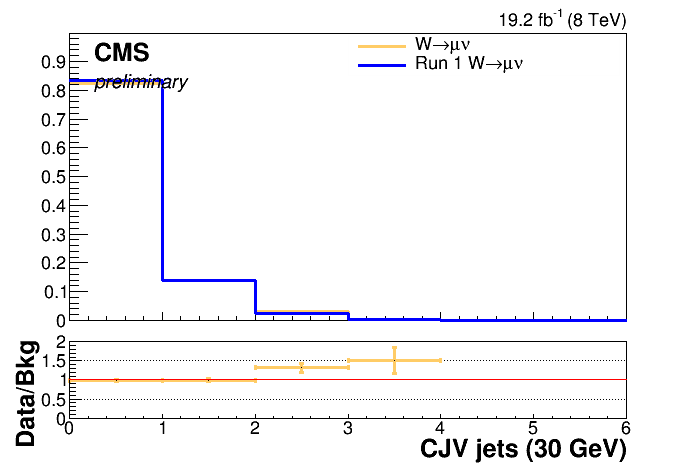 19.2 fb-1 (8 TeV)
CMS
preliminary
W→μν
Run 1 W→μν
0.9
0.8
0.7
0.6
0.5
0.4
0.3
0.2
0.1
0
Data/Bkg
2
1.5
1
0.5
0
0 1 2 3 4 5 6
CJV jets (30 GeV)